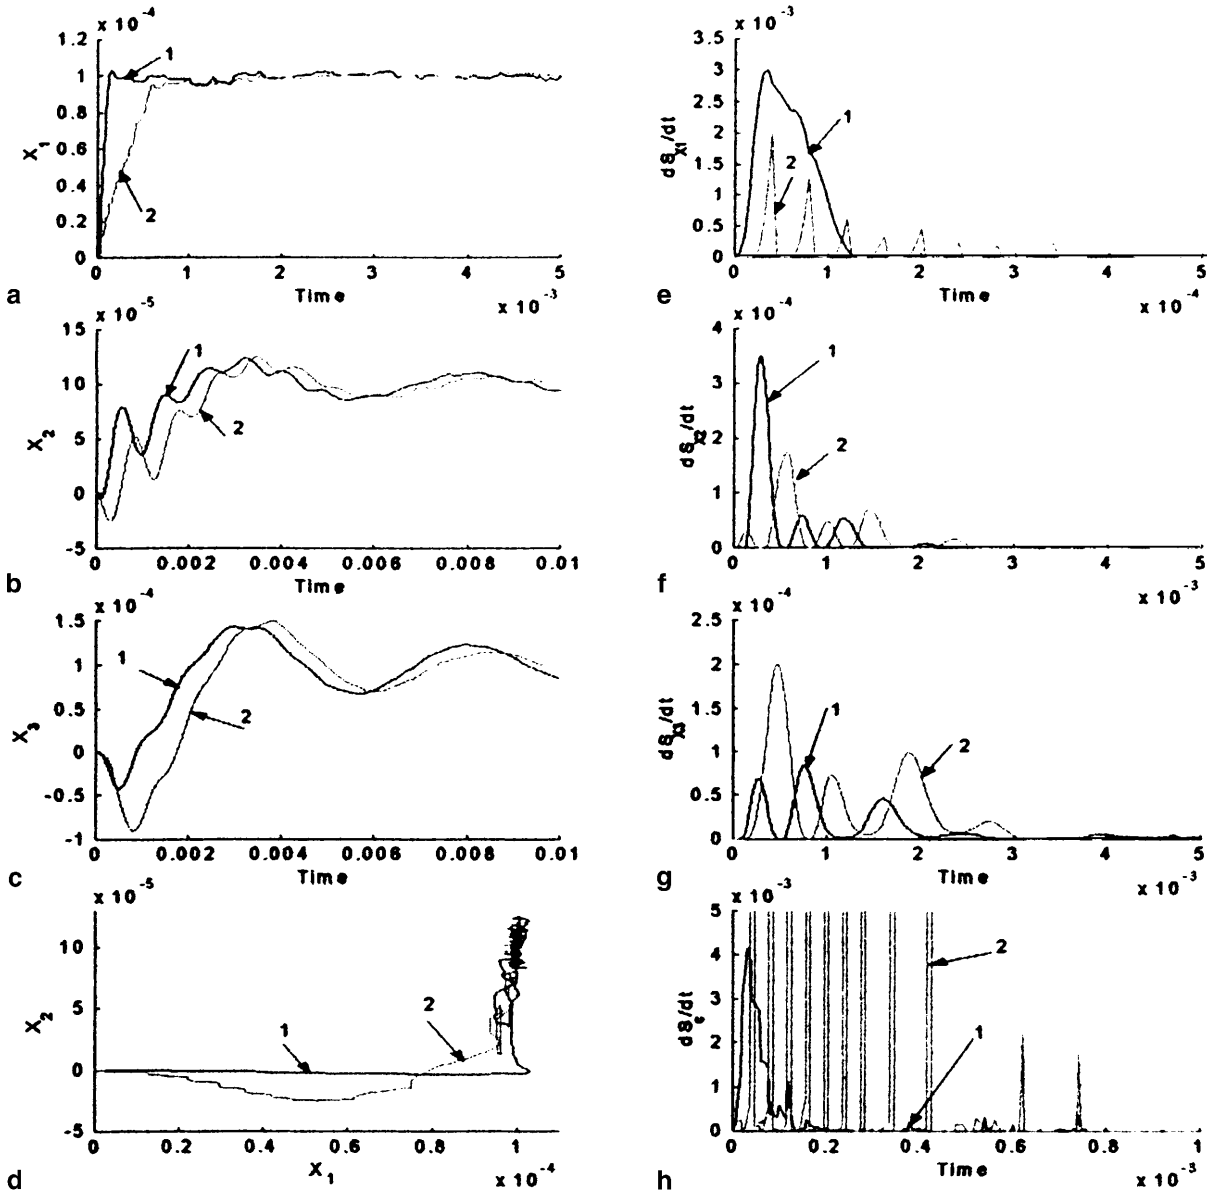 x 10⁻⁴
1.2
1
0.8
0.6
0.4
0.2
0
X₁
1
2
0 1 2 3 4 5
Time
x 10⁻³
a
x 10⁻⁵
15
10
5
0
-5
X₂
1
2
0 0.002 0.004 0.006 0.008 0.01
Time
b
x 10⁻⁴
1.5
1
0.5
0
-0.5
-1
X₃
1
2
0 0.002 0.004 0.006 0.008 0.01
Time
c
x 10⁻⁵
10
5
0
-5
X₂
1
2
0 0.2 0.4 0.6 0.8 1
X₁
x 10⁻⁴
d
x 10⁻³
3.5
3
2.5
2
1.5
1
0.5
0
dS_X1/dt
1
2
0 1 2 3 4 5
Time
x 10⁻⁴
e
x 10⁻⁴
4
3
2
1
0
dS_X2/dt
1
2
0 1 2 3 4 5
Time
x 10⁻³
f
x 10⁻⁴
2.5
2
1.5
1
0.5
0
dS_X3/dt
1
2
0 1 2 3 4 5
Time
x 10⁻³
g
x 10⁻³
5
4
3
2
1
0
dS_c/dt
2
1
0 0.2 0.4 0.6 0.8 1
Time
x 10⁻³
h